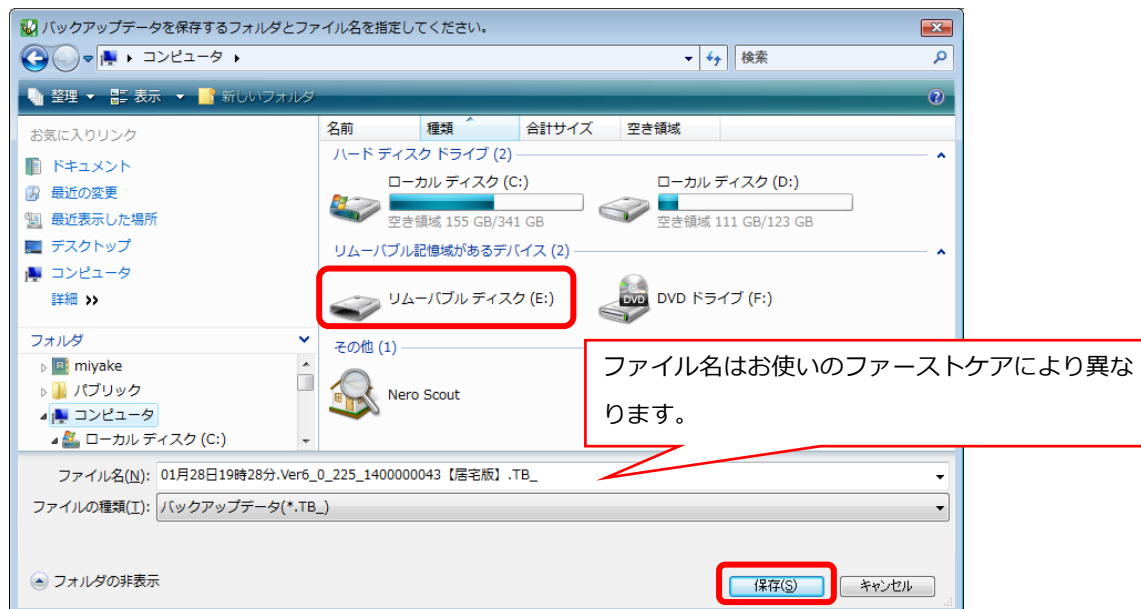 バックアップデータを保存するフォルダとファイル名を指定してください。
コンピュータ
検索
整理 表示 新しいフォルダ
お気に入りリンク
ドキュメント
最近の変更
最近表示した場所
デスクトップ
コンピュータ
詳細 >>
フォルダ
miyake
パブリック
コンピュータ
ローカル ディスク (C:)
名前 種類 合計サイズ 空き領域
ハード ディスク ドライブ (2)
ローカル ディスク (C:)
空き領域 155 GB/341 GB
ローカル ディスク (D:)
空き領域 111 GB/123 GB
リムーバブル記憶域があるデバイス (2)
リムーバブル ディスク (E:)
DVD
DVD ドライブ (F:)
その他 (1)
Nero Scout
ファイル名はお使いのファーストケアにより異な
ります。
ファイル名(N): 01月28日19時28分.Ver6_0_225_1400000043【居宅版】.TB_
ファイルの種類(T): バックアップデータ(*.TB_)
フォルダの非表示
保存(S) キャンセル